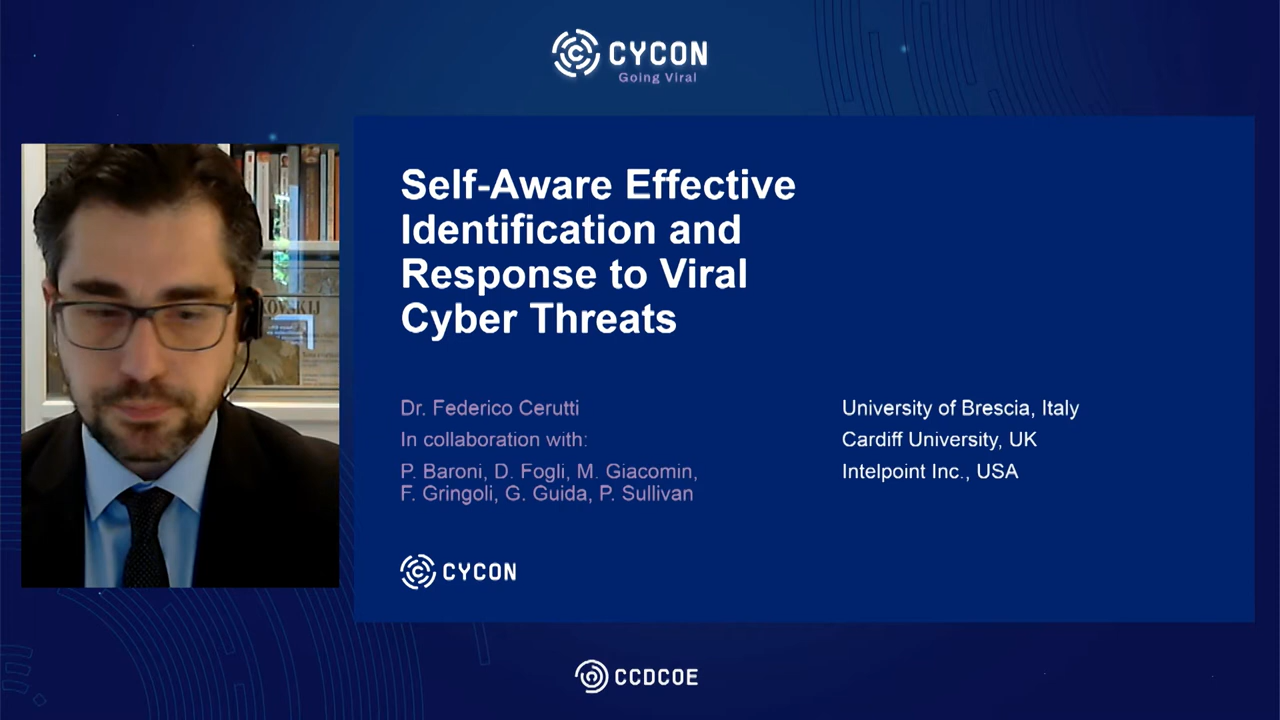 CYCON
Going Viral
Self-Aware Effective
Identification and
Response to Viral
Cyber Threats
Dr. Federico Cerutti
University of Brescia, Italy
In collaboration with:
Cardiff University, UK
P. Baroni, D. Fogli, M. Giacomin,
Intelpoint Inc., USA
F. Gringoli, G. Guida, P. Sullivan
CYCON
CCDCOE